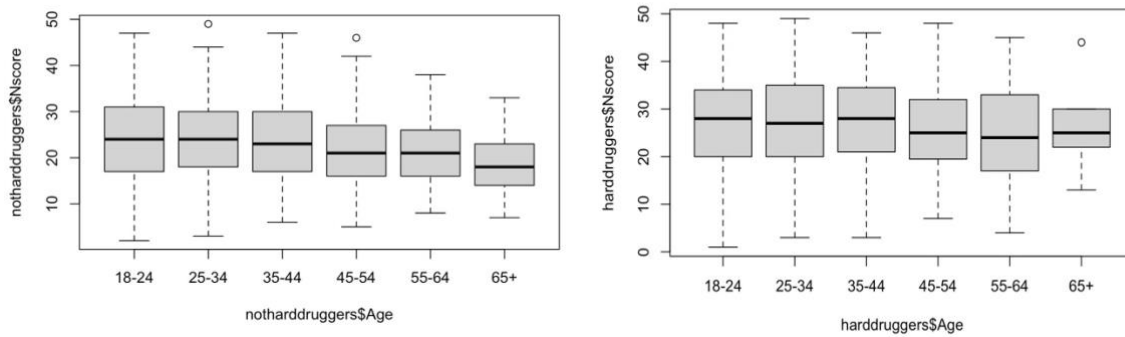 notharddruggers$Nscore
50
40
30
20
10
18-24 25-34 35-44 45-54 55-64 65+
notharddruggers$Age
harddruggers$Nscore
50
40
30
20
10
0
18-24 25-34 35-44 45-54 55-64 65+
harddruggers$Age